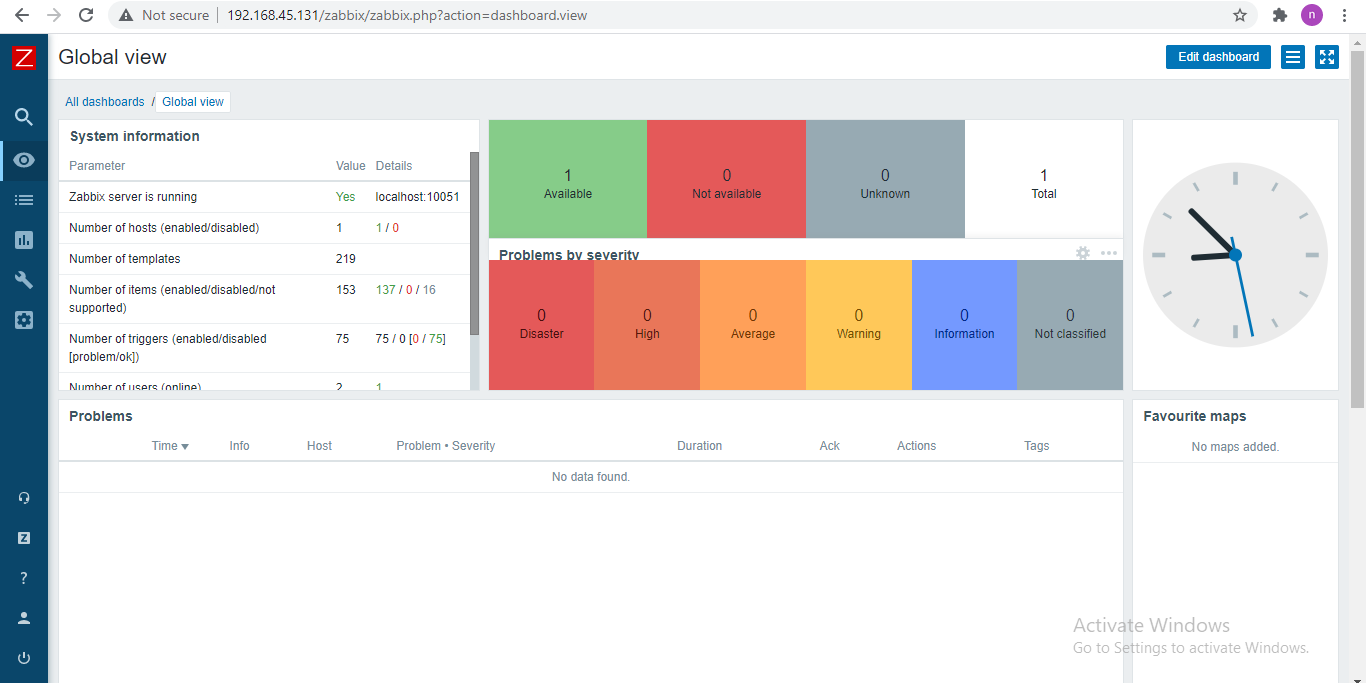 Not secure | 192.168.45.131/zabbix/zabbix.php?action=dashboard.view
n
Z
Global view
Edit dashboard
All dashboards / Global view
System information
Parameter Value Details
Zabbix server is running Yes localhost:10051
Number of hosts (enabled/disabled) 1 1 / 0
Number of templates 219
Number of items (enabled/disabled/not
supported) 153 137 / 0 / 16
Number of triggers (enabled/disabled
[problem/ok]) 75 75 / 0 [0 / 75]
Number of users (online) 2 1
1 0 0 1
Available Not available Unknown Total
Problems by severity
0 0 0 0 0 0
Disaster High Average Warning Information Not classified
Problems
Time Info Host Problem • Severity Duration Ack Actions Tags
No data found.
Favourite maps
No maps added.
Z
?
Activate Windows
Go to Settings to activate Windows.